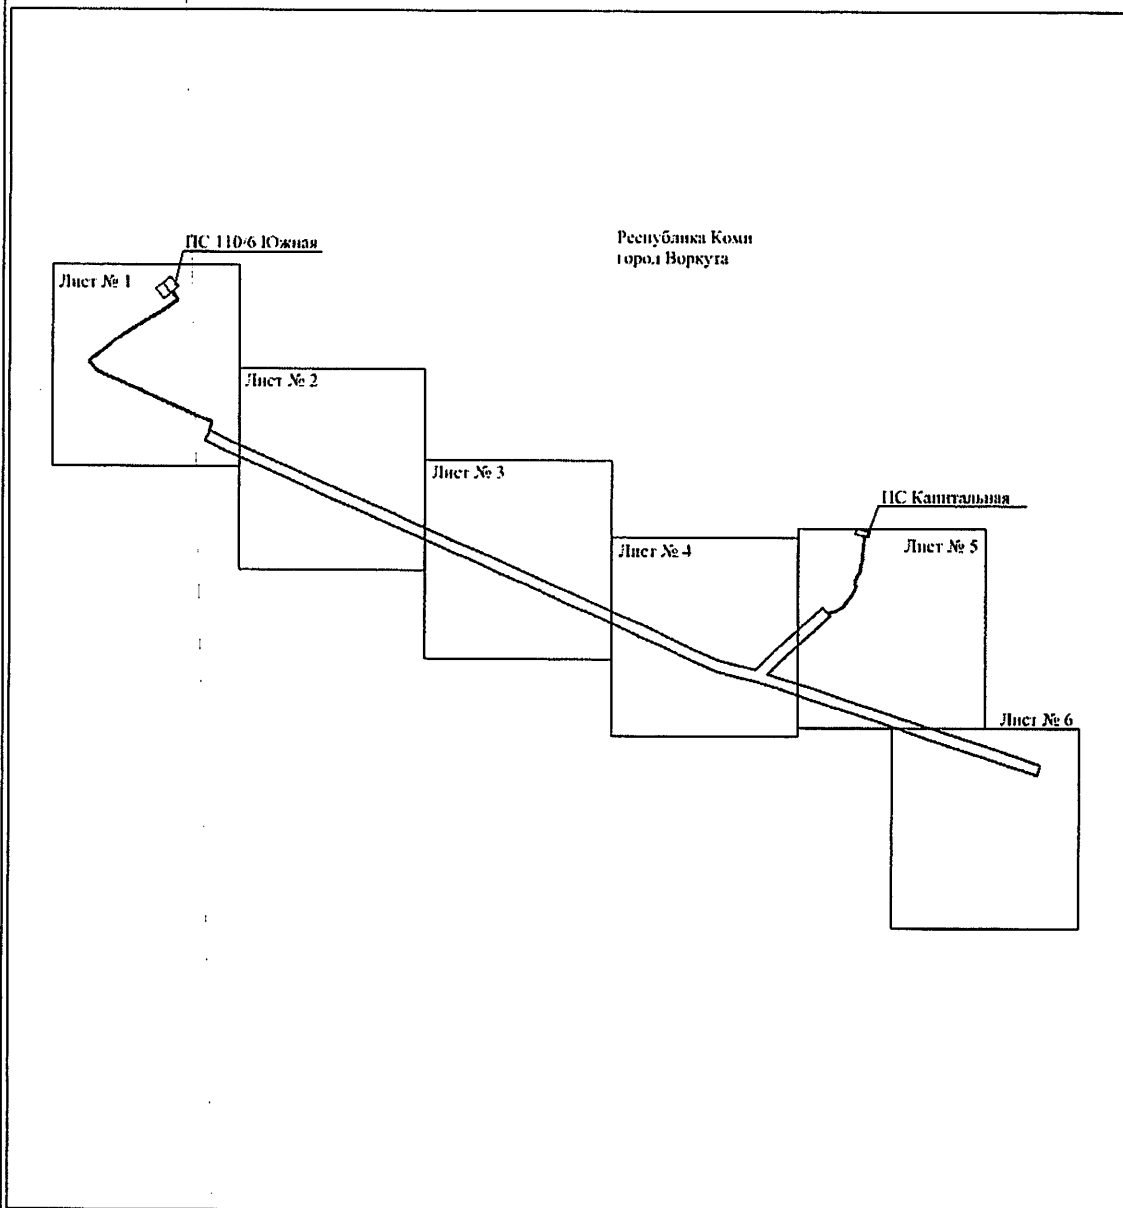 ПС 110/6 Южная
Республика Коми
город Воркута
Лист № 1
Лист № 2
Лист № 3
ПС Капитальная
Лист № 4
Лист № 5
Лист № 6